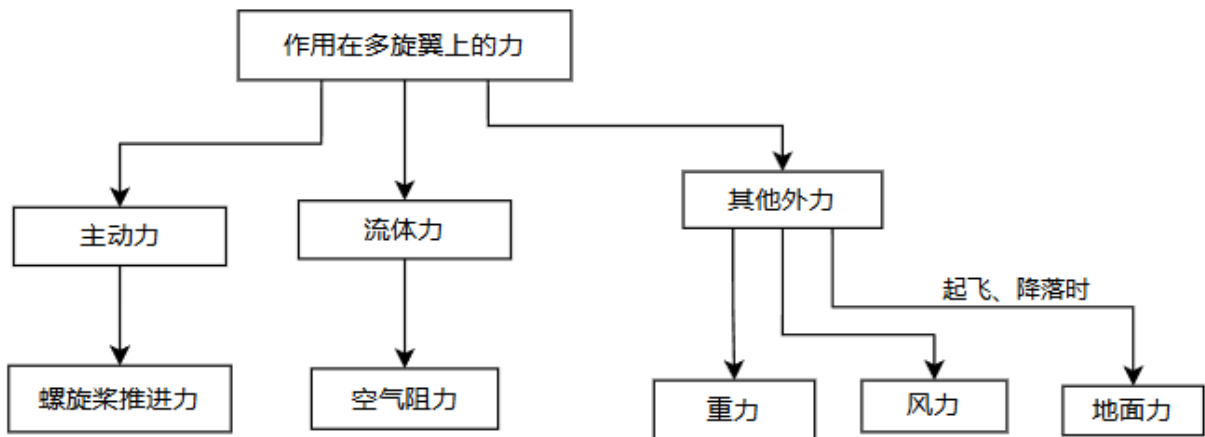 作用在多旋翼上的力
主动力
流体力
其他外力
起飞、降落时
螺旋桨推进力
空气阻力
重力
风力
地面力